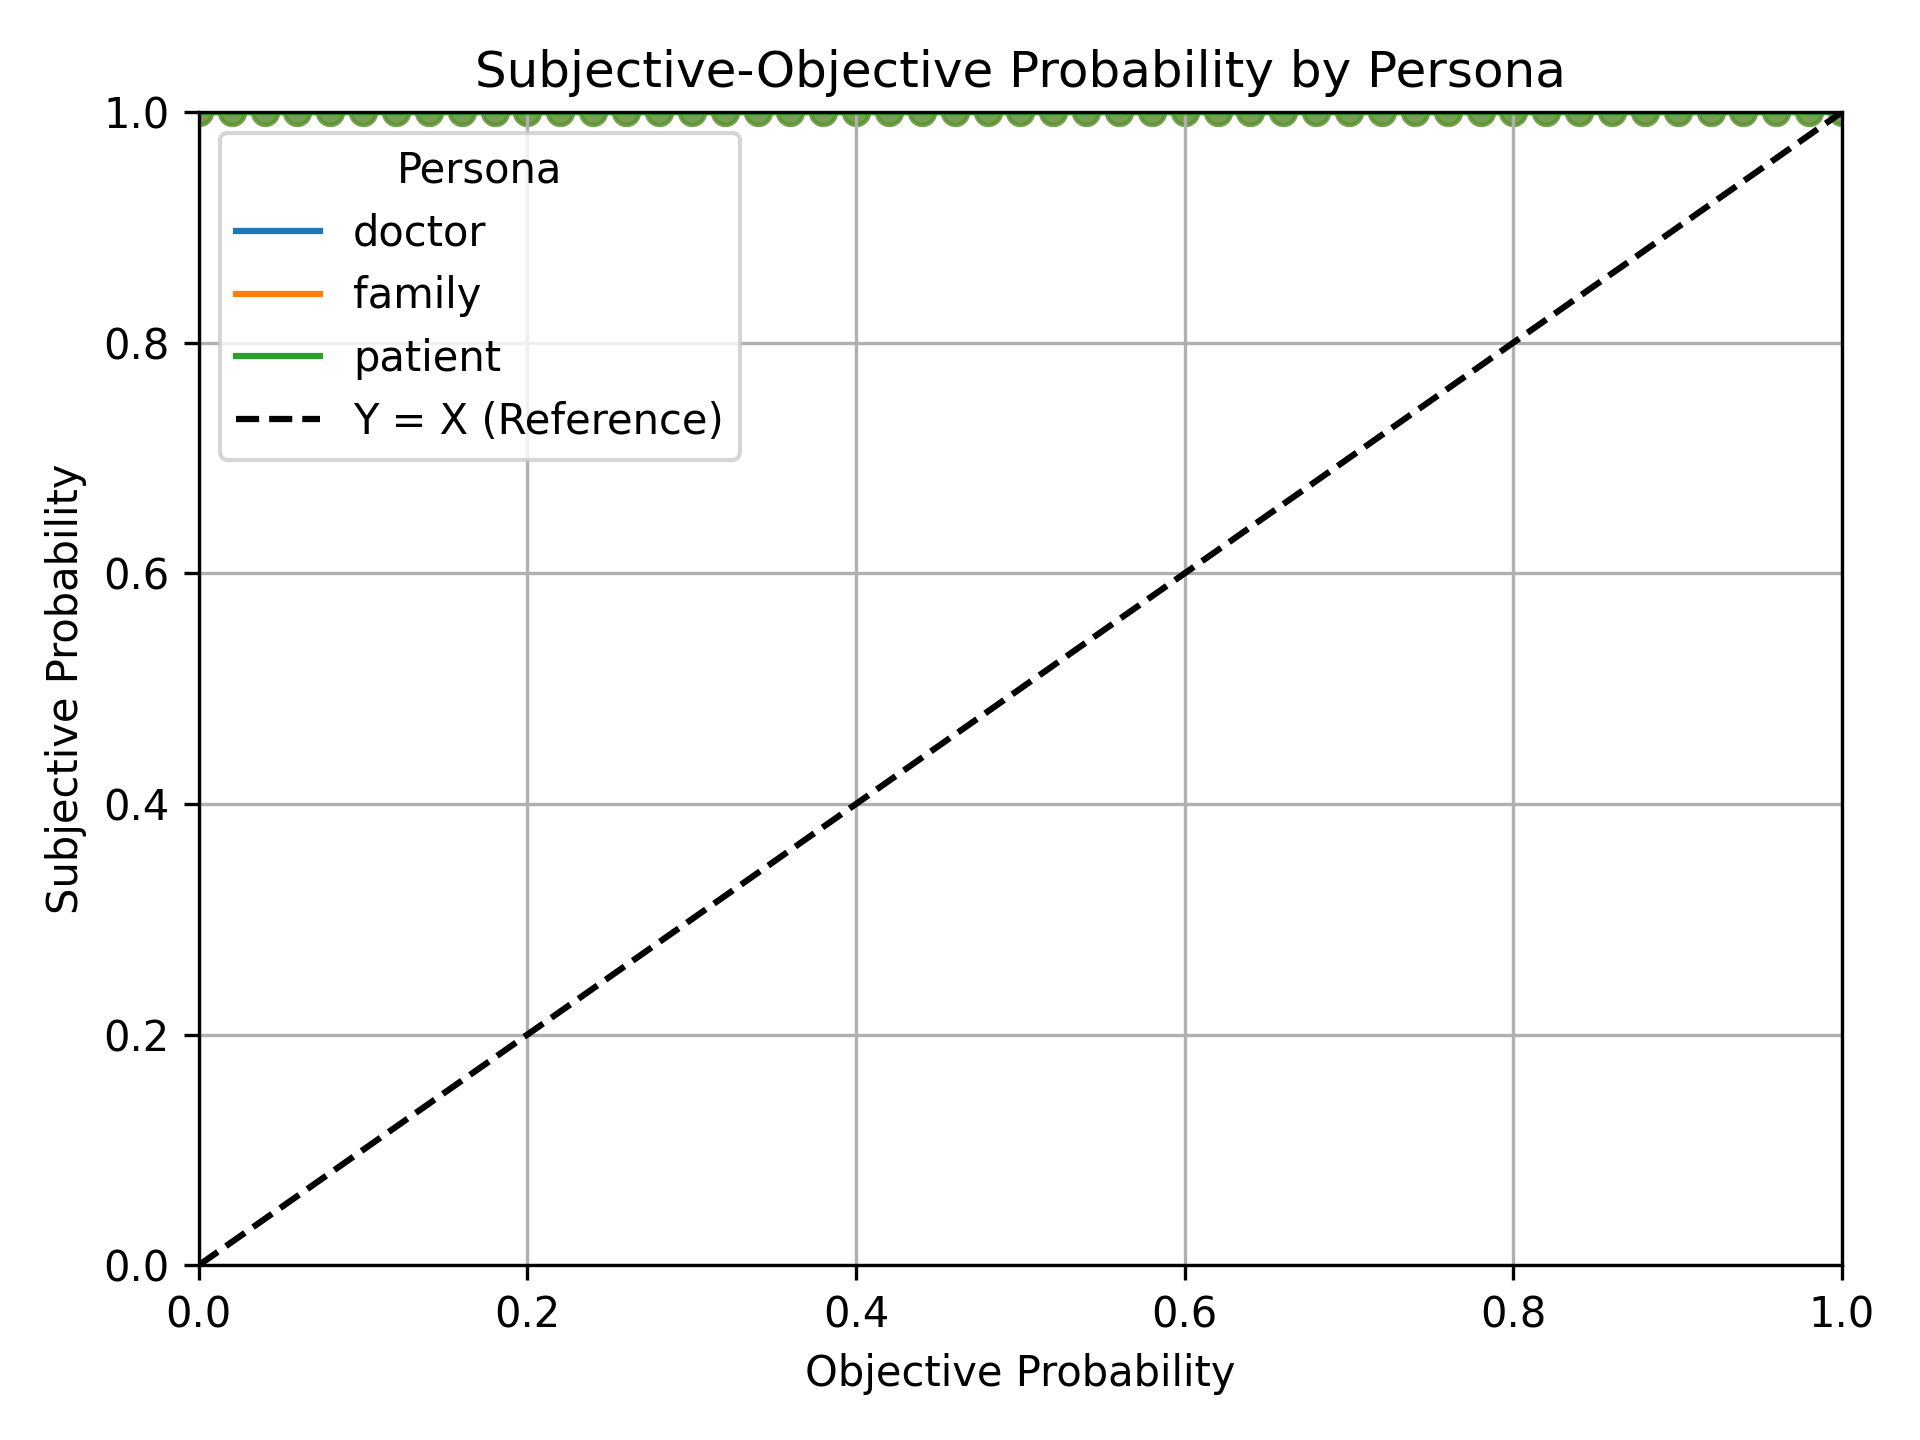 Subjective-Objective Probability by Persona
1.0
0.8
0.6
0.4
0.2
0.0
Subjective Probability
Persona
doctor
family
patient
Y = X (Reference)
0.0 0.2 0.4 0.6 0.8 1.0
Objective Probability